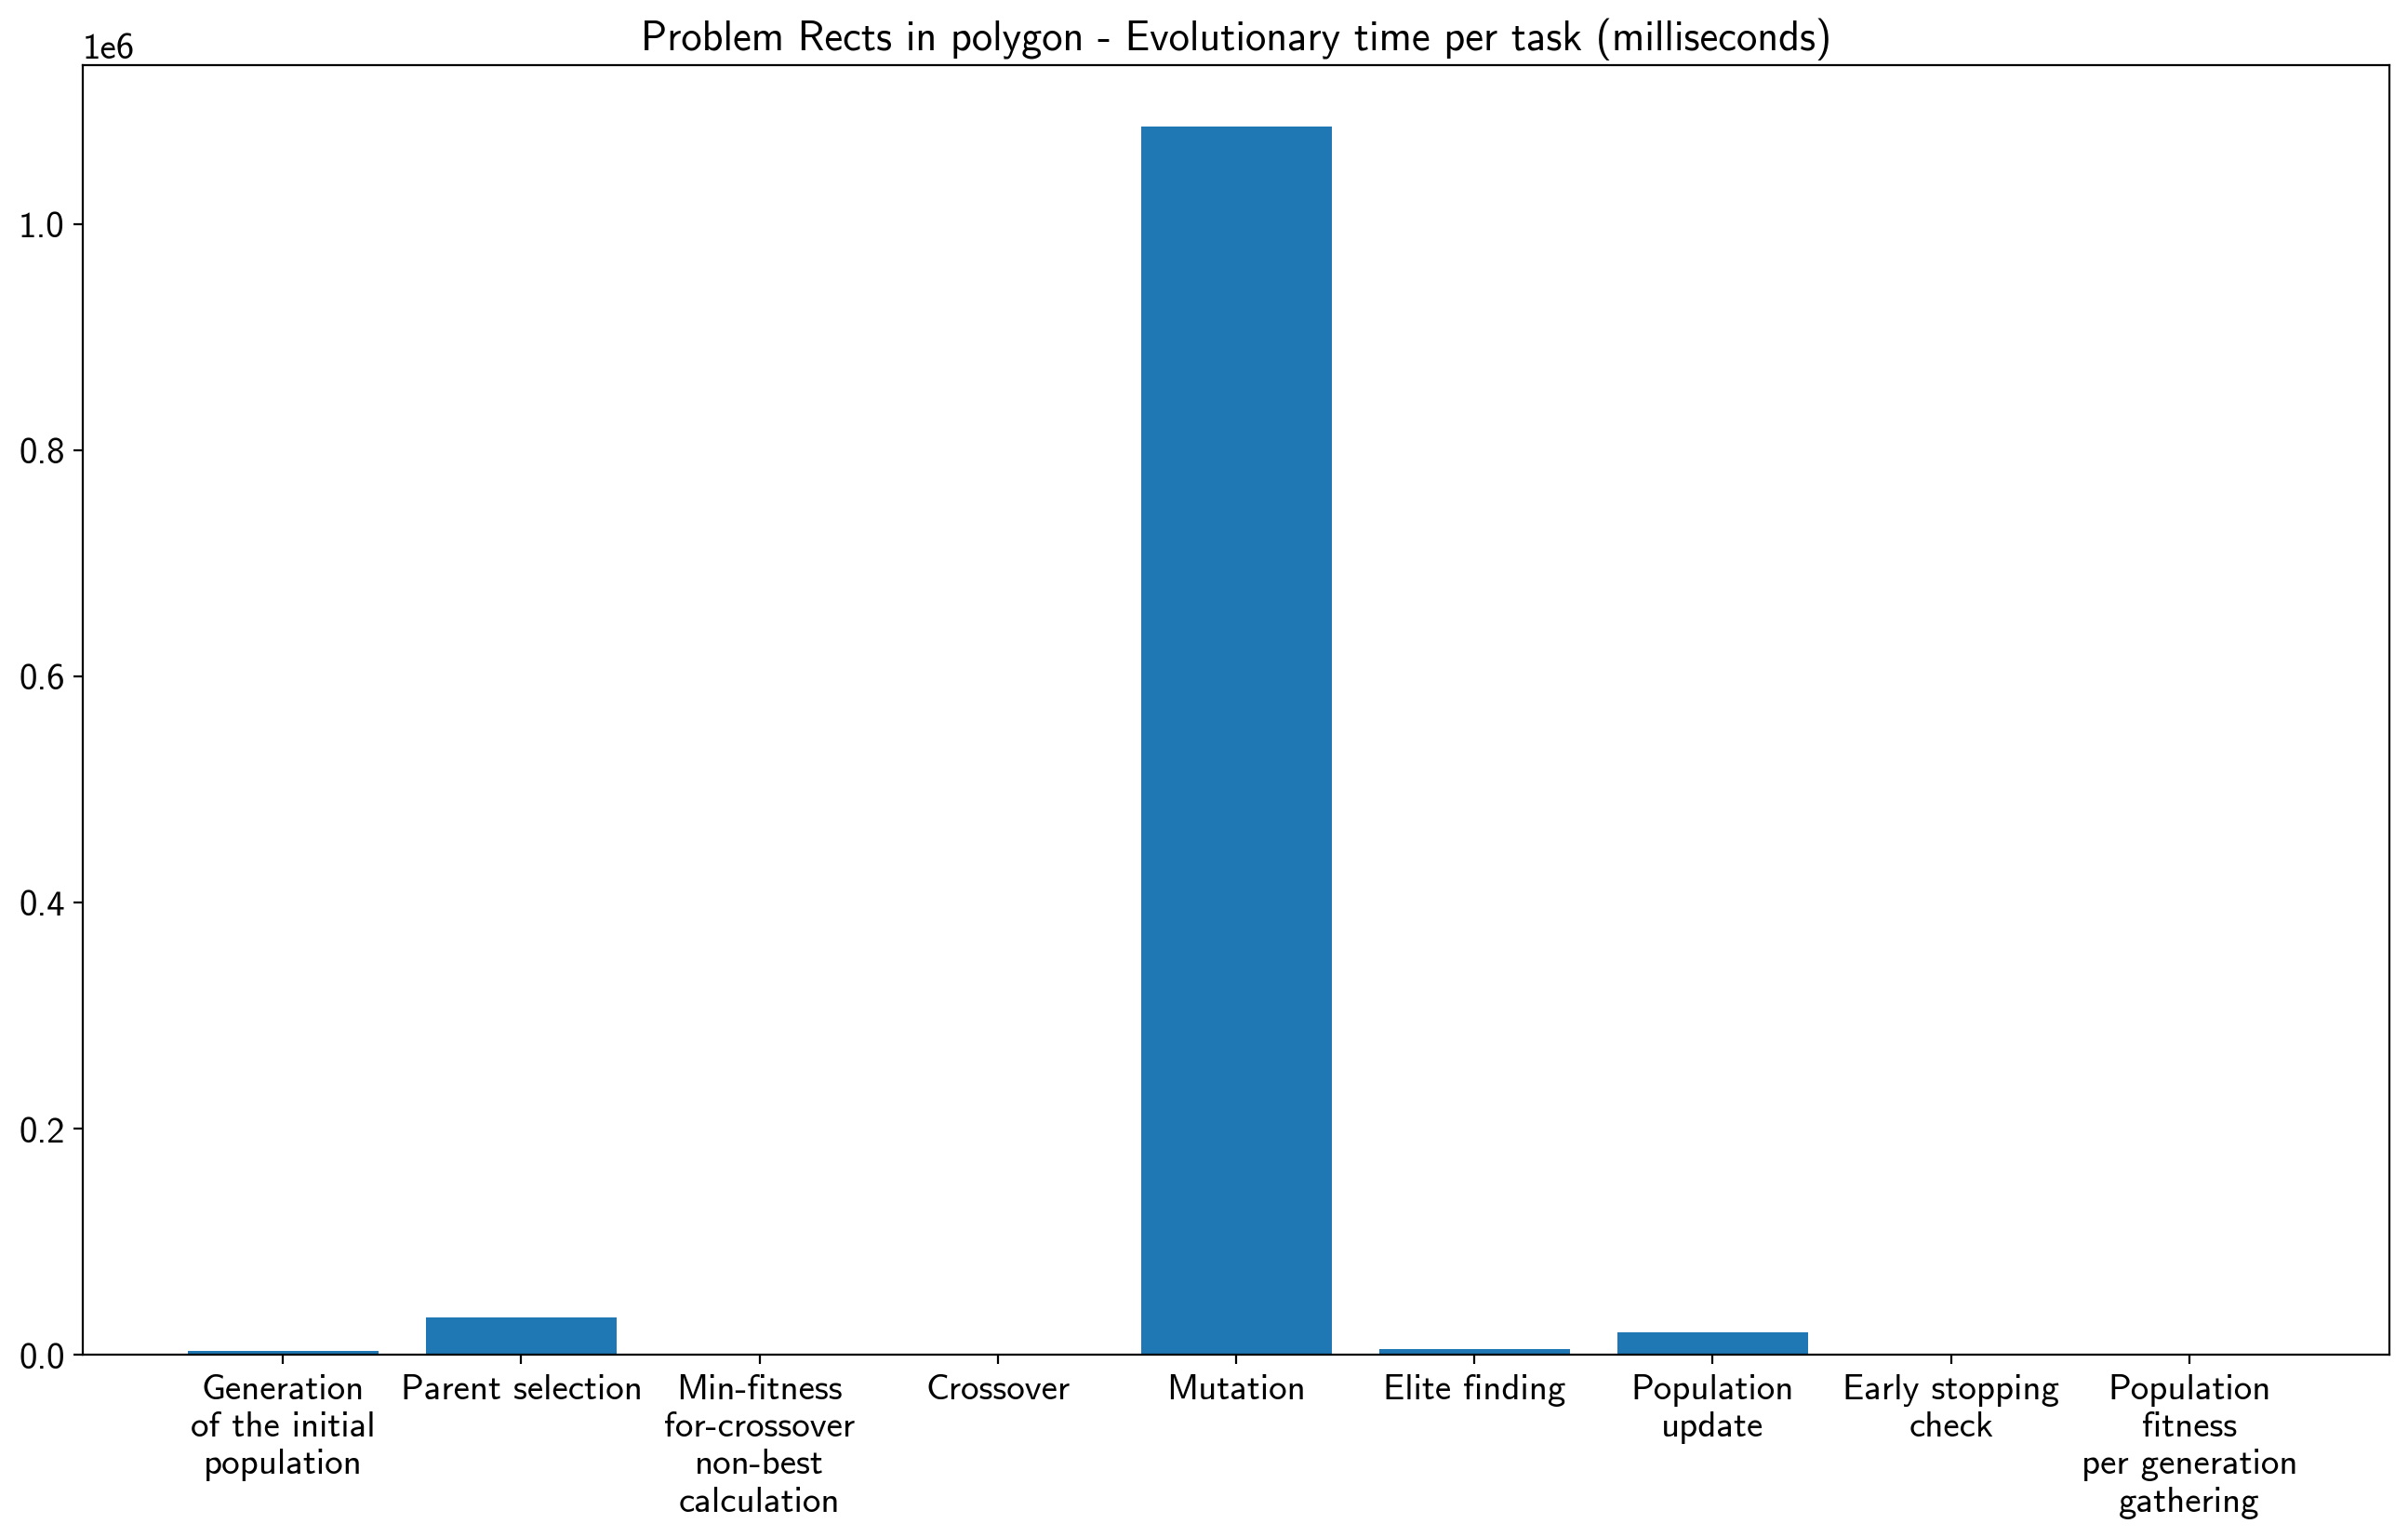 Problem Rects in polygon - Evolutionary time per task (milliseconds)
1e6
1.0
0.8
0.6
0.4
0.2
0.0
Generation
of the initial
population
Parent selection
Min-fitness
for-crossover
non-best
calculation
Crossover
Mutation
Elite finding
Population
update
Early stopping
check
Population
fitness
per generation
gathering